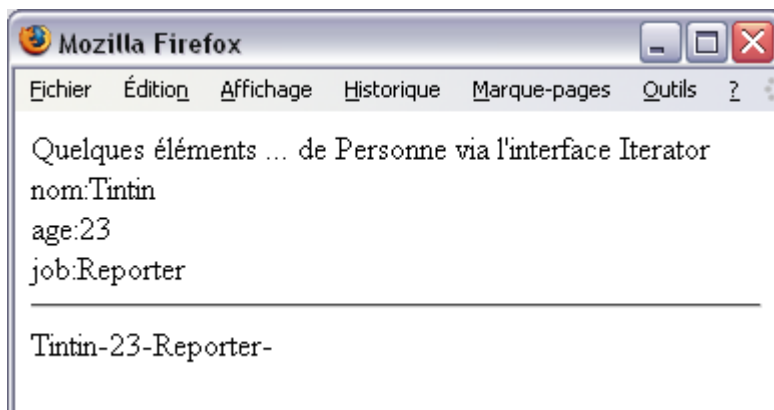 Mozilla Firefox
Fichier Édition Affichage Historique Marque-pages Outils ?
Quelques éléments ... de Personne via l'interface Iterator
nom:Tintin
age:23
job:Reporter
Tintin-23-Reporter-